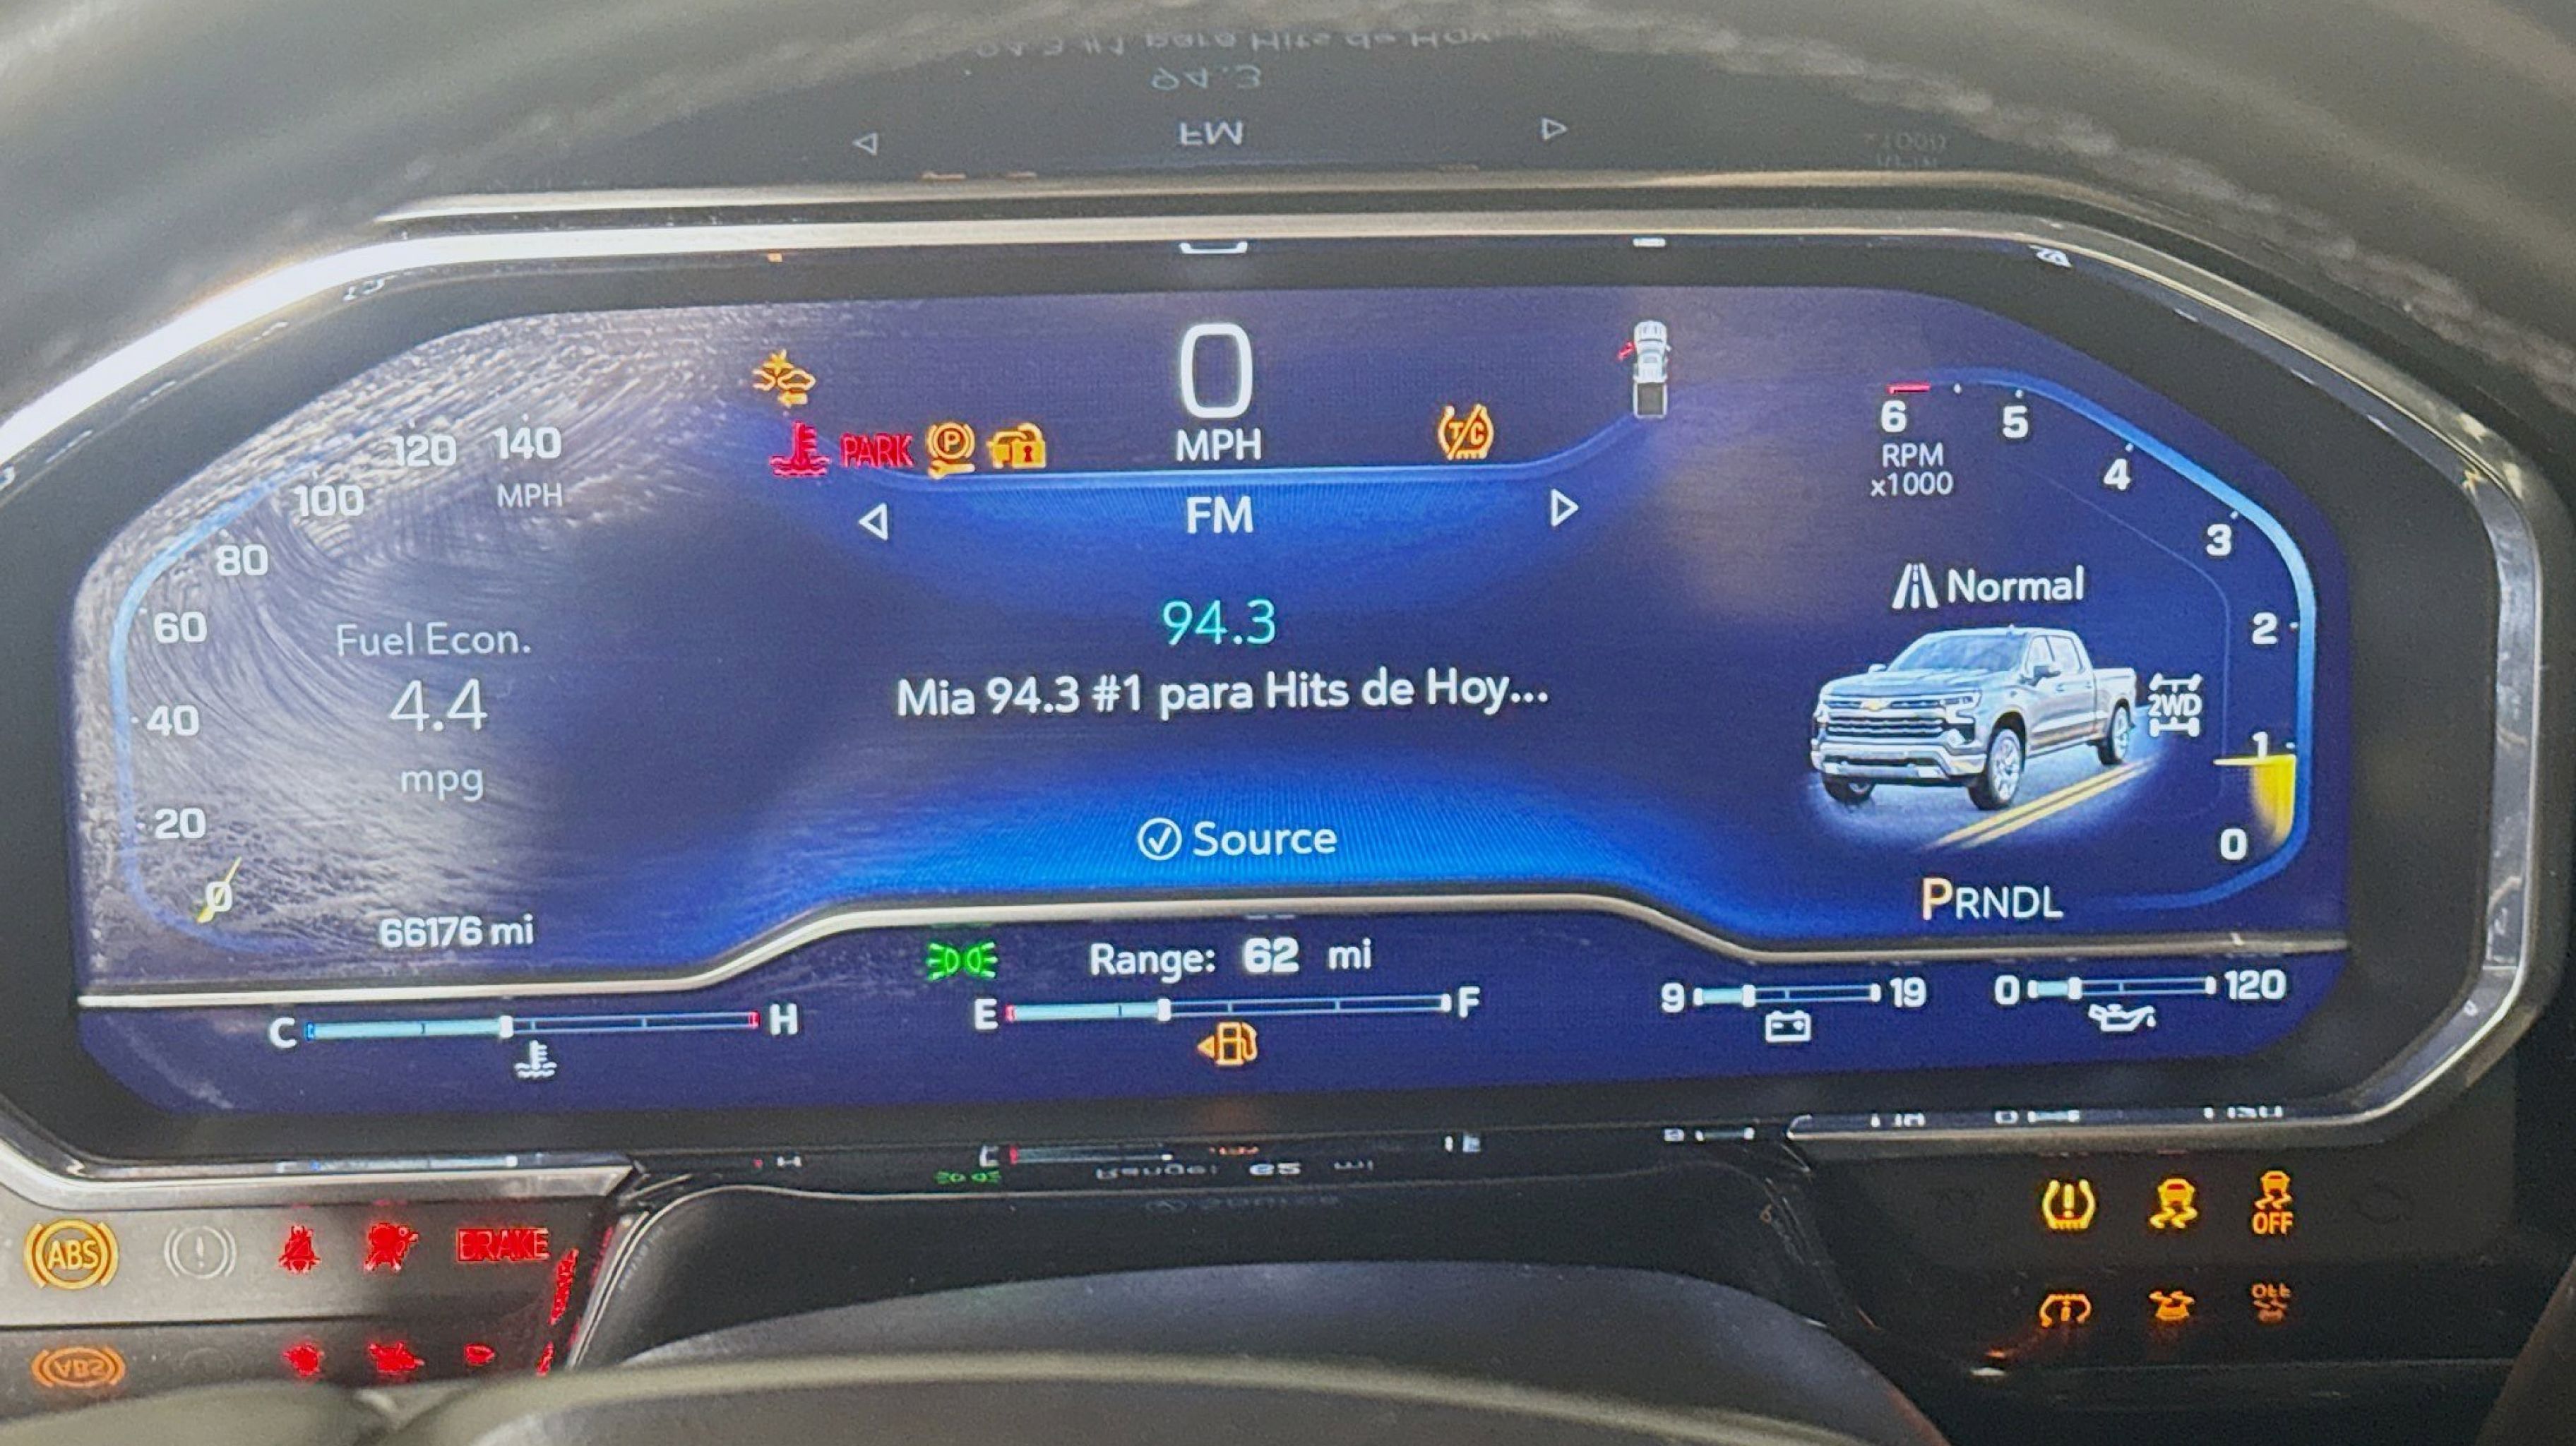 0
MPH
PARK
P
T/C
FM
94.3
Mia 94.3 #1 para Hits de Hoy...
Source
120 140
100 MPH
80
60
40
20
0
Fuel Econ.
4.4
mpg
66176 mi
6 5
RPM
x1000
4
3
2
1
0
Normal
2WD
PRNDL
Range: 62 mi
C H
E F
9 19
0 120
ABS
!
BRAKE
!
OFF